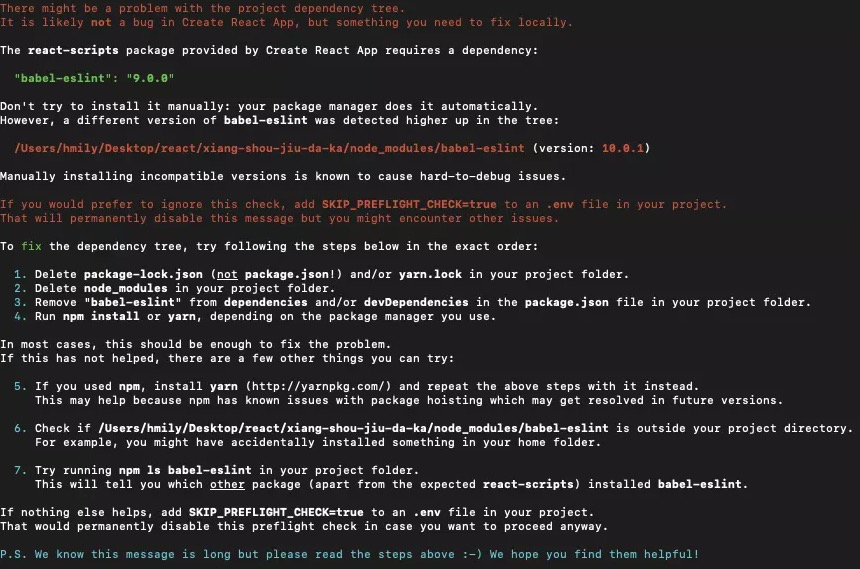 There might be a problem with the project dependency tree.
It is likely not a bug in Create React App, but something you need to fix locally.
The react-scripts package provided by Create React App requires a dependency:
"babel-eslint": "9.0.0"
Don't try to install it manually: your package manager does it automatically.
However, a different version of babel-eslint was detected higher up in the tree:
/Users/hmily/Desktop/react/xiang-shou-jiu-da-ka/node_modules/babel-eslint (version: 10.0.1)
Manually installing incompatible versions is known to cause hard-to-debug issues.
If you would prefer to ignore this check, add SKIP_PREFLIGHT_CHECK=true to an .env file in your project.
That will permanently disable this message but you might encounter other issues.
To fix the dependency tree, try following the steps below in the exact order:
1. Delete package-lock.json (not package.json!) and/or yarn.lock in your project folder.
2. Delete node_modules in your project folder.
3. Remove "babel-eslint" from dependencies and/or devDependencies in the package.json file in your project folder.
4. Run npm install or yarn, depending on the package manager you use.
In most cases, this should be enough to fix the problem.
If this has not helped, there are a few other things you can try:
5. If you used npm, install yarn (http://yarnpkg.com/) and repeat the above steps with it instead.
This may help because npm has known issues with package hoisting which may get resolved in future versions.
6. Check if /Users/hmily/Desktop/react/xiang-shou-jiu-da-ka/node_modules/babel-eslint is outside your project directory.
For example, you might have accidentally installed something in your home folder.
7. Try running npm ls babel-eslint in your project folder.
This will tell you which other package (apart from the expected react-scripts) installed babel-eslint.
If nothing else helps, add SKIP_PREFLIGHT_CHECK=true to an .env file in your project.
That would permanently disable this preflight check in case you want to proceed anyway.
P.S. We know this message is long but please read the steps above :-) We hope you find them helpful!